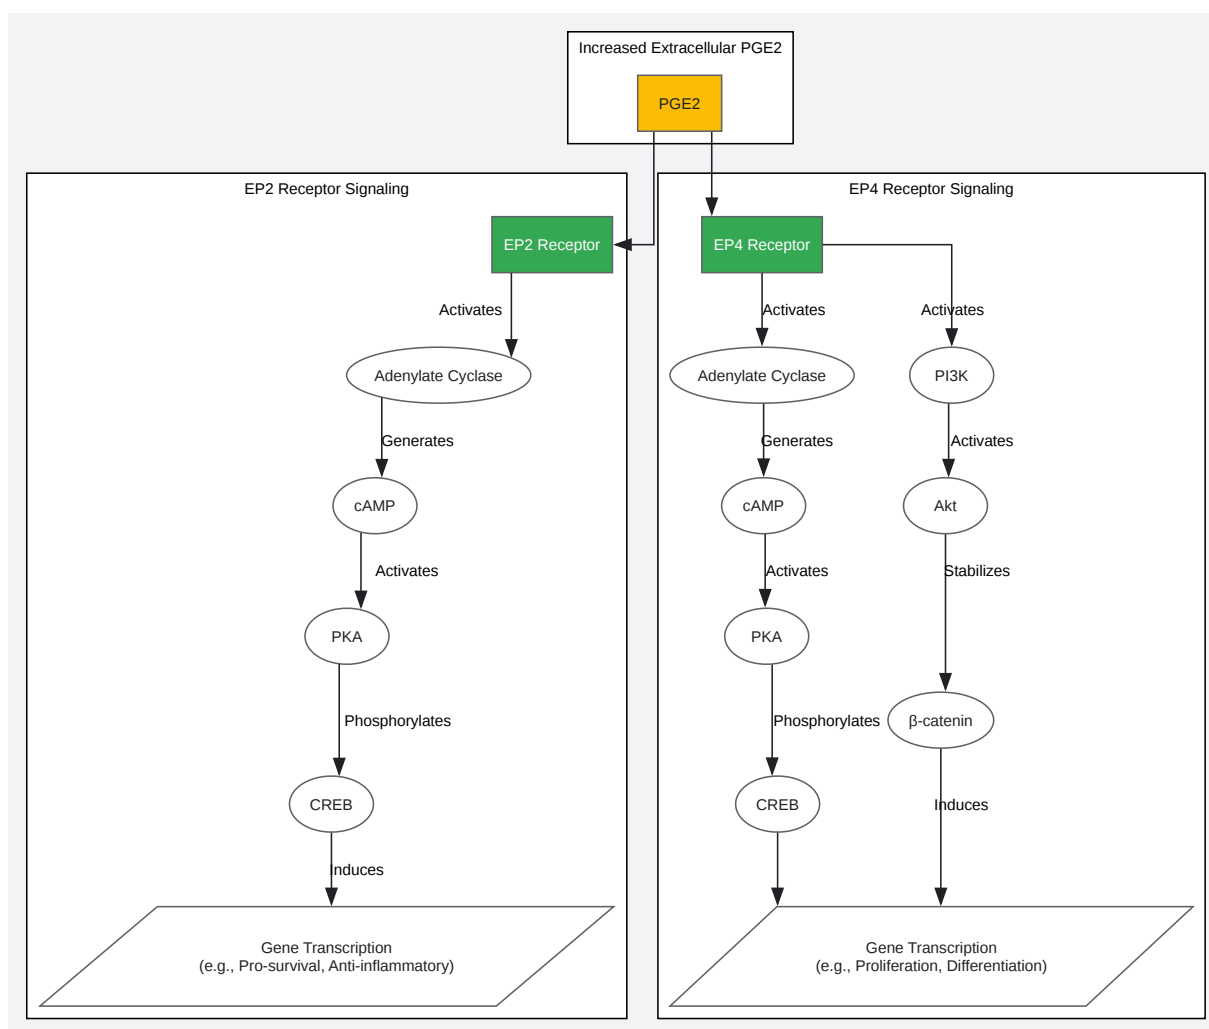 Increased Extracellular PGE2
PGE2
EP2 Receptor Signaling
EP2 Receptor
Activates
Adenylate Cyclase
Generates
cAMP
Activates
PKA
Phosphorylates
CREB
Induces
Gene Transcription
(e.g., Pro-survival, Anti-inflammatory)
EP4 Receptor Signaling
EP4 Receptor
Activates
Activates
Adenylate Cyclase
PI3K
Generates
Activates
cAMP
Akt
Activates
Stabilizes
PKA
Phosphorylates
β-catenin
CREB
Induces
Gene Transcription
(e.g., Proliferation, Differentiation)